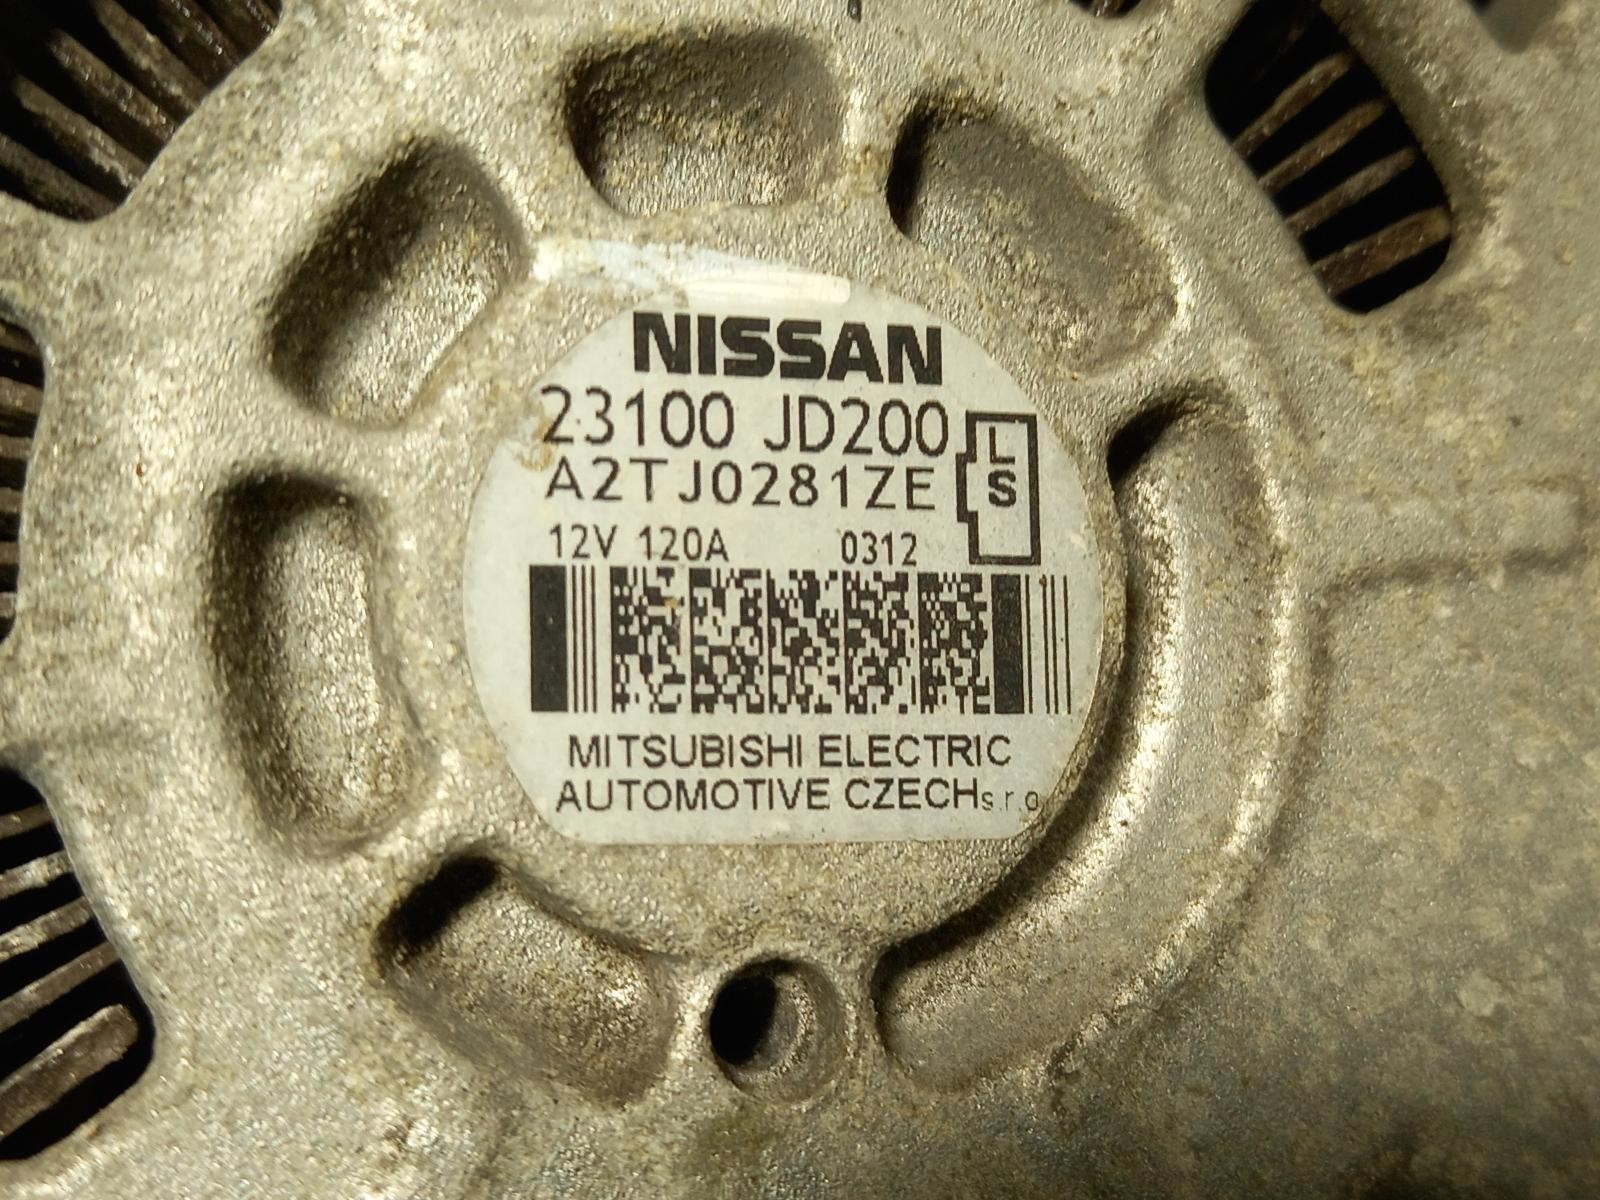 NISSAN
23100 JD200
A2TJ0281ZE
L
S
12V 120A 0312
MITSUBISHI ELECTRIC
AUTOMOTIVE CZECH s.r.o